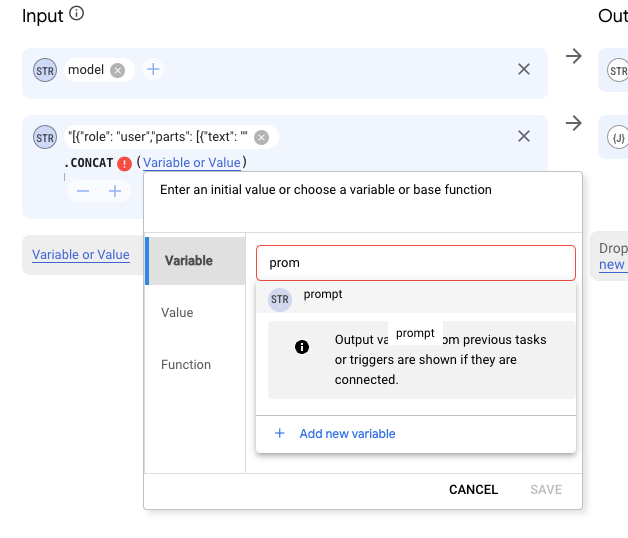 Input
Out
STR model
STR
STR "[{"role": "user","parts": [{"text": ""
{J}
.CONCAT (Variable or Value)
Enter an initial value or choose a variable or base function
Variable or Value
Drop
new
Variable
prom
STR prompt
Value
prompt
Output va om previous tasks
or triggers are shown if they are
connected.
Function
+ Add new variable
CANCEL SAVE